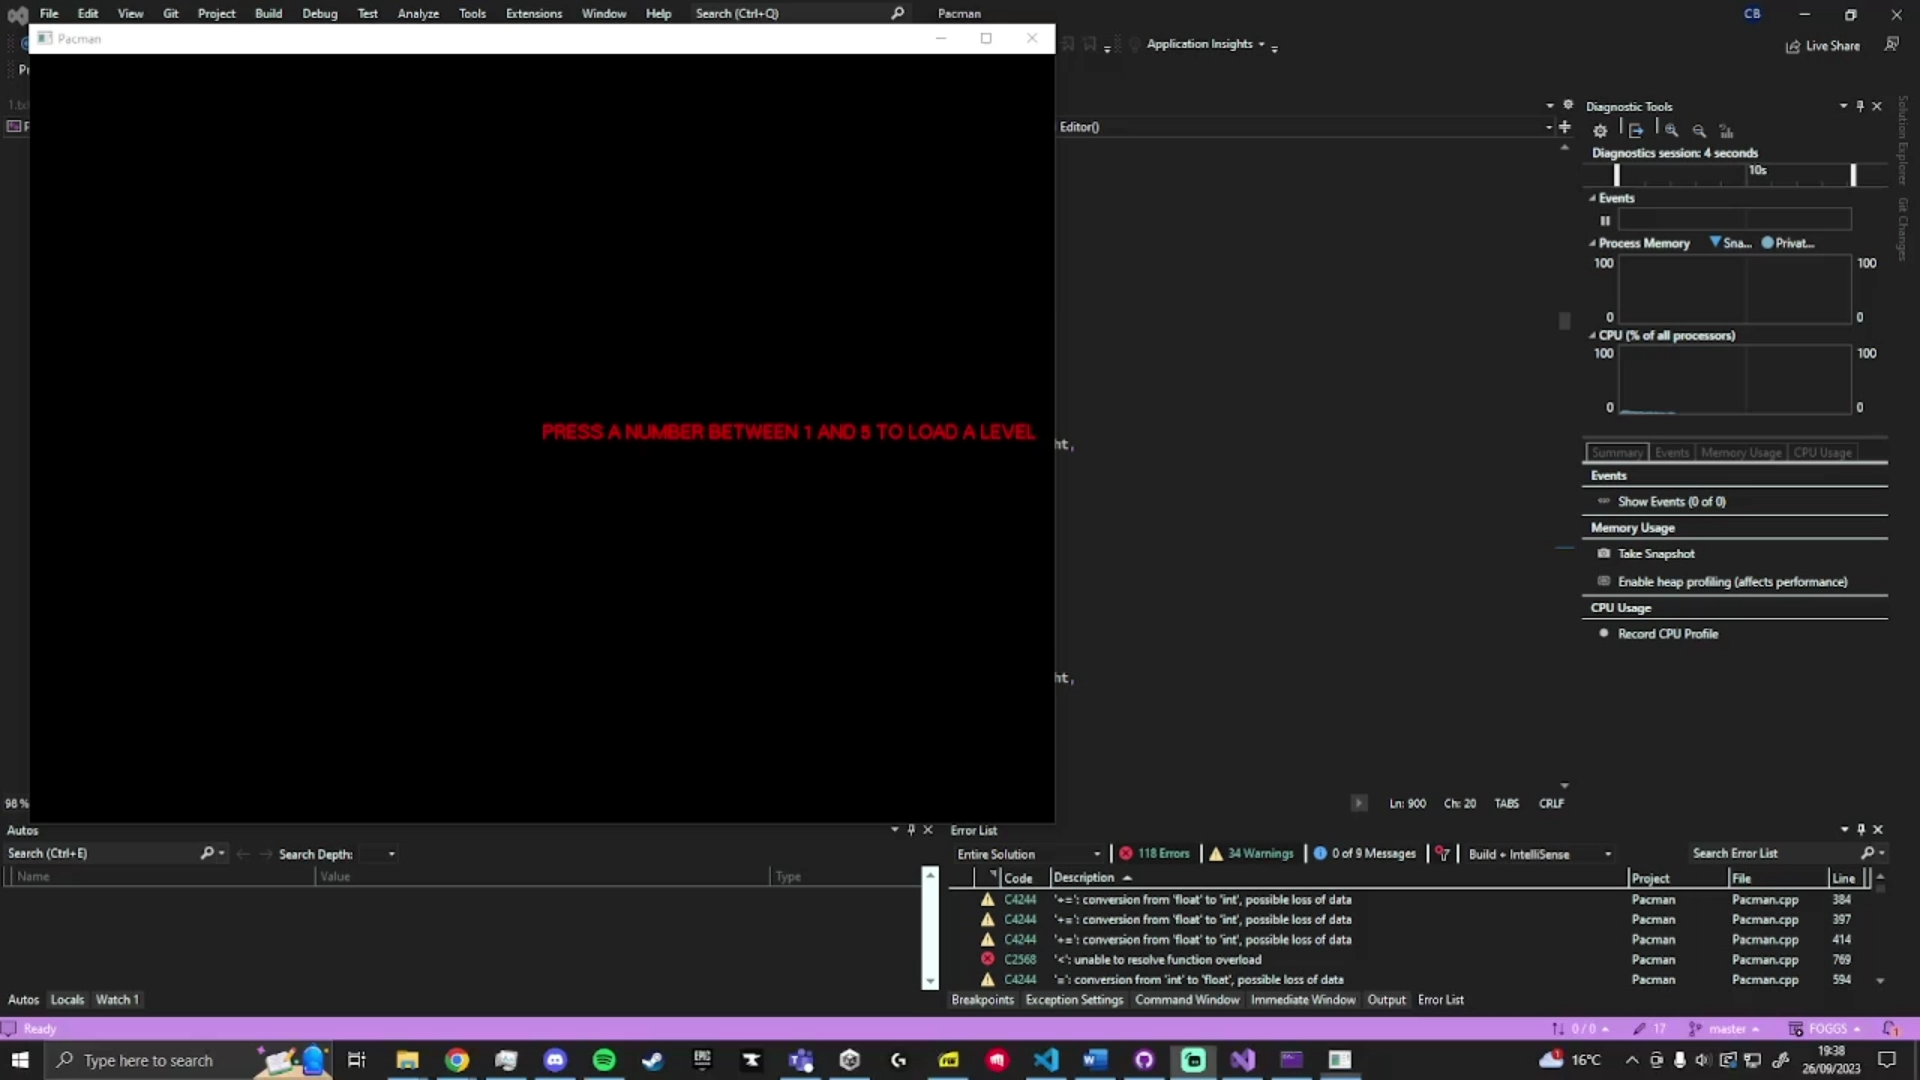 File Edit View Git Project Build Debug Test Analyze Tools Extensions Window Help Search (Ctrl+Q) Pacman CB
Pacman
Application Insights
Live Share
Editor()
Diagnostic Tools
Solution Explorer
Git Changes
Diagnostics session: 4 seconds
10s
Events
Process Memory Sna... Privat...
100 100
0 0
CPU (% of all processors)
100 100
0 0
PRESS A NUMBER BETWEEN 1 AND 5 TO LOAD A LEVEL
ht,
Summary Events Memory Usage CPU Usage
Events
Show Events (0 of 0)
Memory Usage
Take Snapshot
Enable heap profiling (affects performance)
CPU Usage
Record CPU Profile
ht,
98 %
Ln: 900 Ch: 20 TABS CRLF
Autos
Search (Ctrl+E) Search Depth:
Name Value Type
Autos Locals Watch 1
Error List
Entire Solution 118 Errors 34 Warnings 0 of 9 Messages Build + IntelliSense Search Error List
Code Description Project File Line
C4244 '+=': conversion from 'float' to 'int', possible loss of data Pacman Pacman.cpp 384
C4244 '+=': conversion from 'float' to 'int', possible loss of data Pacman Pacman.cpp 397
C4244 '+=': conversion from 'float' to 'int', possible loss of data Pacman Pacman.cpp 414
C2568 '<': unable to resolve function overload Pacman Pacman.cpp 769
C4244 '=': conversion from 'int' to 'float', possible loss of data Pacman Pacman.cpp 594
Breakpoints Exception Settings Command Window Immediate Window Output Error List
Ready 0 / 0 17 master FOGGS
Type here to search EPIC 16°C 19:38
26/09/2023